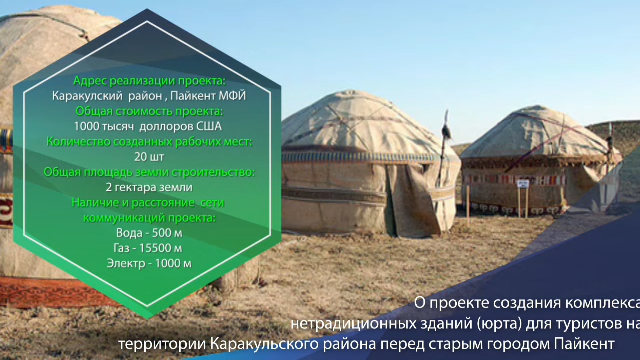 Адрес реализации проекта:
Каракулский район , Пайкент МФЙ
Общая стоимость проекта:
1000 тысяч доллоров США
Количество созданных рабочих мест:
20 шт
Общая площадь земли строительство:
2 гектара земли
Наличие и расстояние сети
коммуникаций проекта:
Вода - 500 м
Газ - 15500 м
Электр - 1000 м
О проекте создания комплекса
нетрадиционных зданий (юрта) для туристов на
территории Каракульского района перед старым городом Пайкент